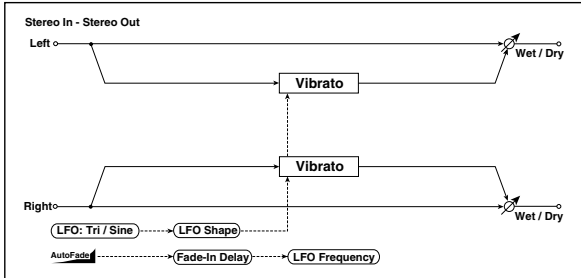 Stereo In - Stereo Out
Left
Wet / Dry
Vibrato
Vibrato
Right
Wet / Dry
LFO: Tri / Sine
LFO Shape
AutoFade
Fade-In Delay
LFO Frequency